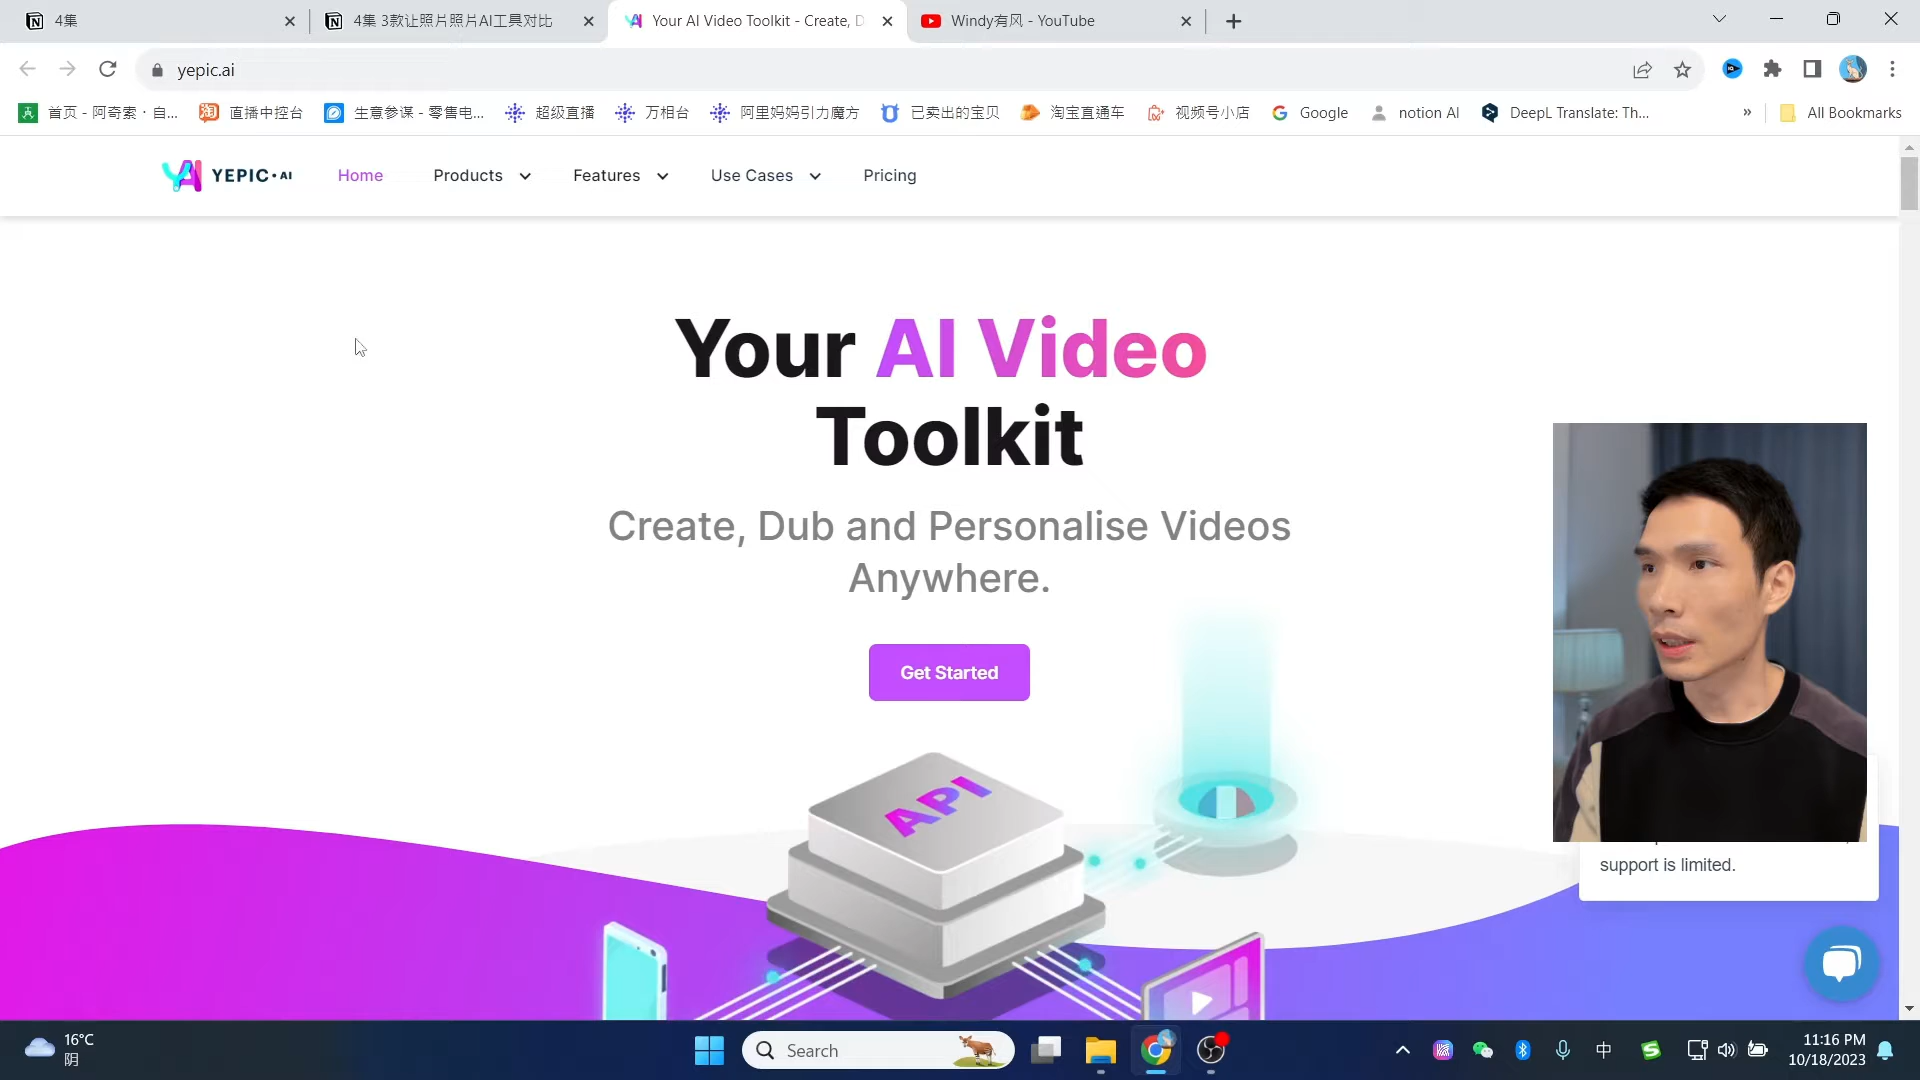 4集
4集 3款让照片照片AI工具对比
Your AI Video Toolkit - Create, D
Windy有风 - YouTube
yepic.ai
首页 - 阿奇索 · 自...
直播中控台
生意参谋 - 零售电...
超级直播
万相台
阿里妈妈引力魔方
已卖出的宝贝
淘宝直通车
视频号小店
Google
notion AI
DeepL Translate: Th...
»
All Bookmarks
YEPIC·AI
Home
Products
Features
Use Cases
Pricing
Your AI Video
Toolkit
Create, Dub and Personalise Videos
Anywhere.
Get Started
API
support is limited.
16°C
阴
Search
中
11:16 PM
10/18/2023